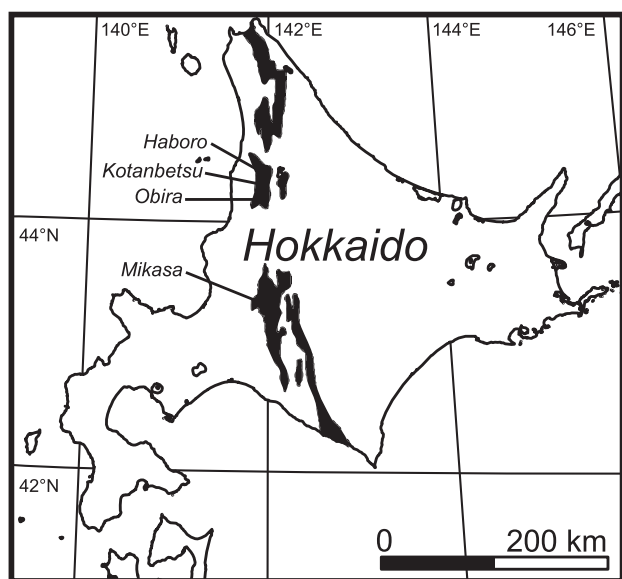 140°E 142°E 144°E 146°E
Haboro
Kotanbetsu
Obira
44°N
Hokkaido
Mikasa
42°N
0 200 km